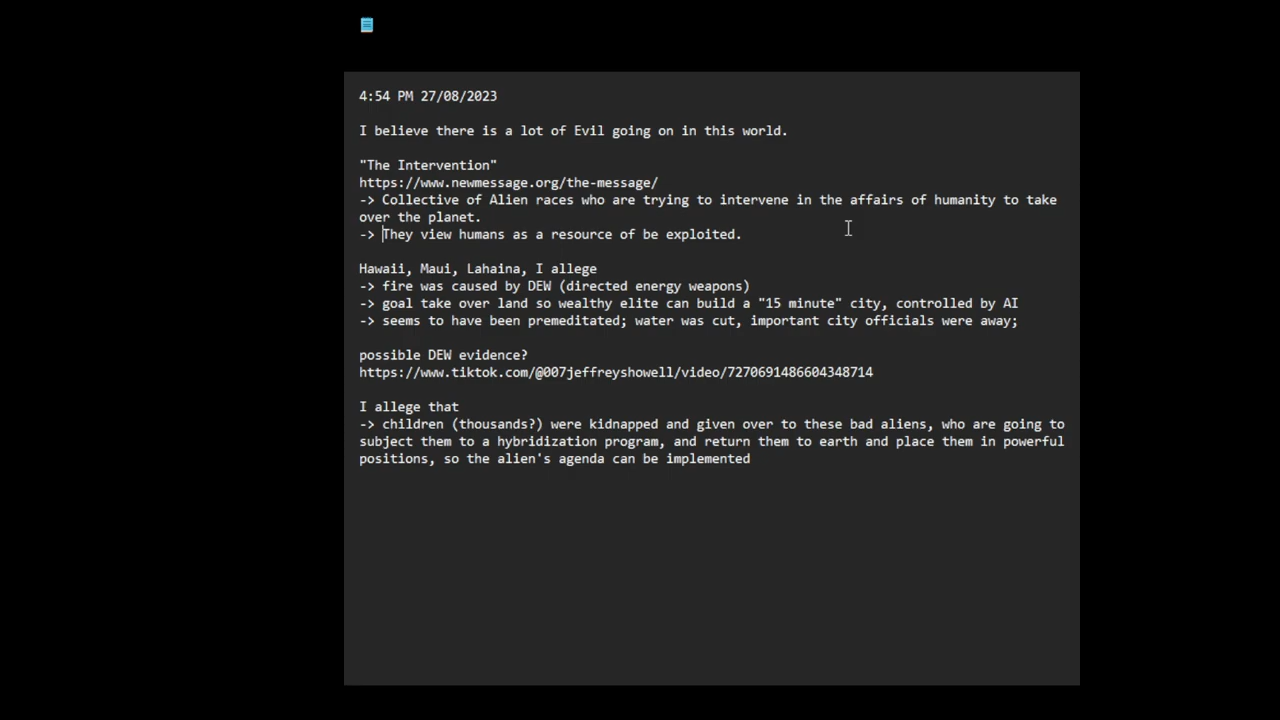 4:54 PM 27/08/2023
I believe there is a lot of Evil going on in this world.
"The Intervention"
https://www.newmessage.org/the-message/
-> Collective of Alien races who are trying to intervene in the affairs of humanity to take
over the planet.
-> They view humans as a resource of be exploited.
Hawaii, Maui, Lahaina, I allege
-> fire was caused by DEW (directed energy weapons)
-> goal take over land so wealthy elite can build a "15 minute" city, controlled by AI
-> seems to have been premeditated; water was cut, important city officials were away;
possible DEW evidence?
https://www.tiktok.com/@007jeffreyshowell/video/7270691486604348714
I allege that
-> children (thousands?) were kidnapped and given over to these bad aliens, who are going to
subject them to a hybridization program, and return them to earth and place them in powerful
positions, so the alien's agenda can be implemented